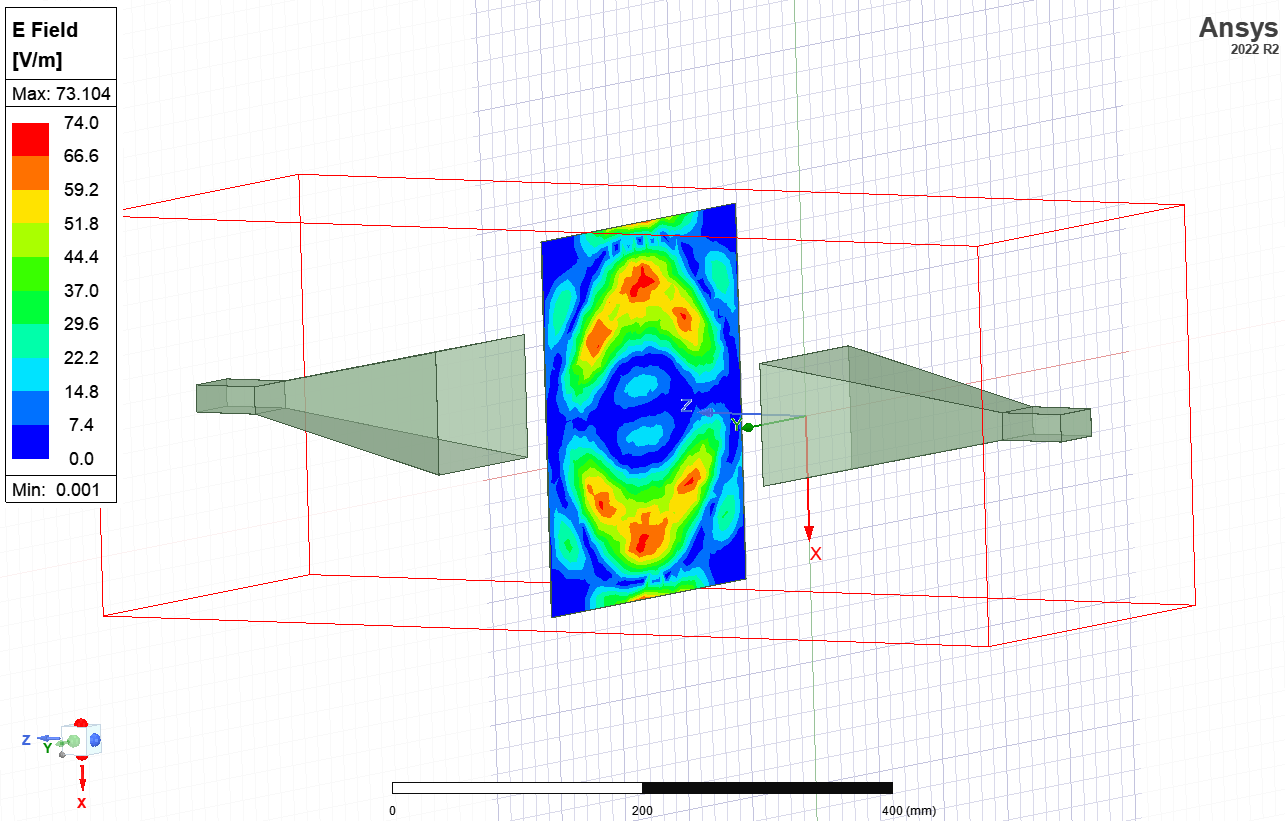 E Field
[V/m]
Max: 73.104
74.0
66.6
59.2
51.8
44.4
37.0
29.6
22.2
14.8
7.4
0.0
Min: 0.001
Ansys
2022 R2
Z
Y
X
Z
Y
X
0
200
400 (mm)